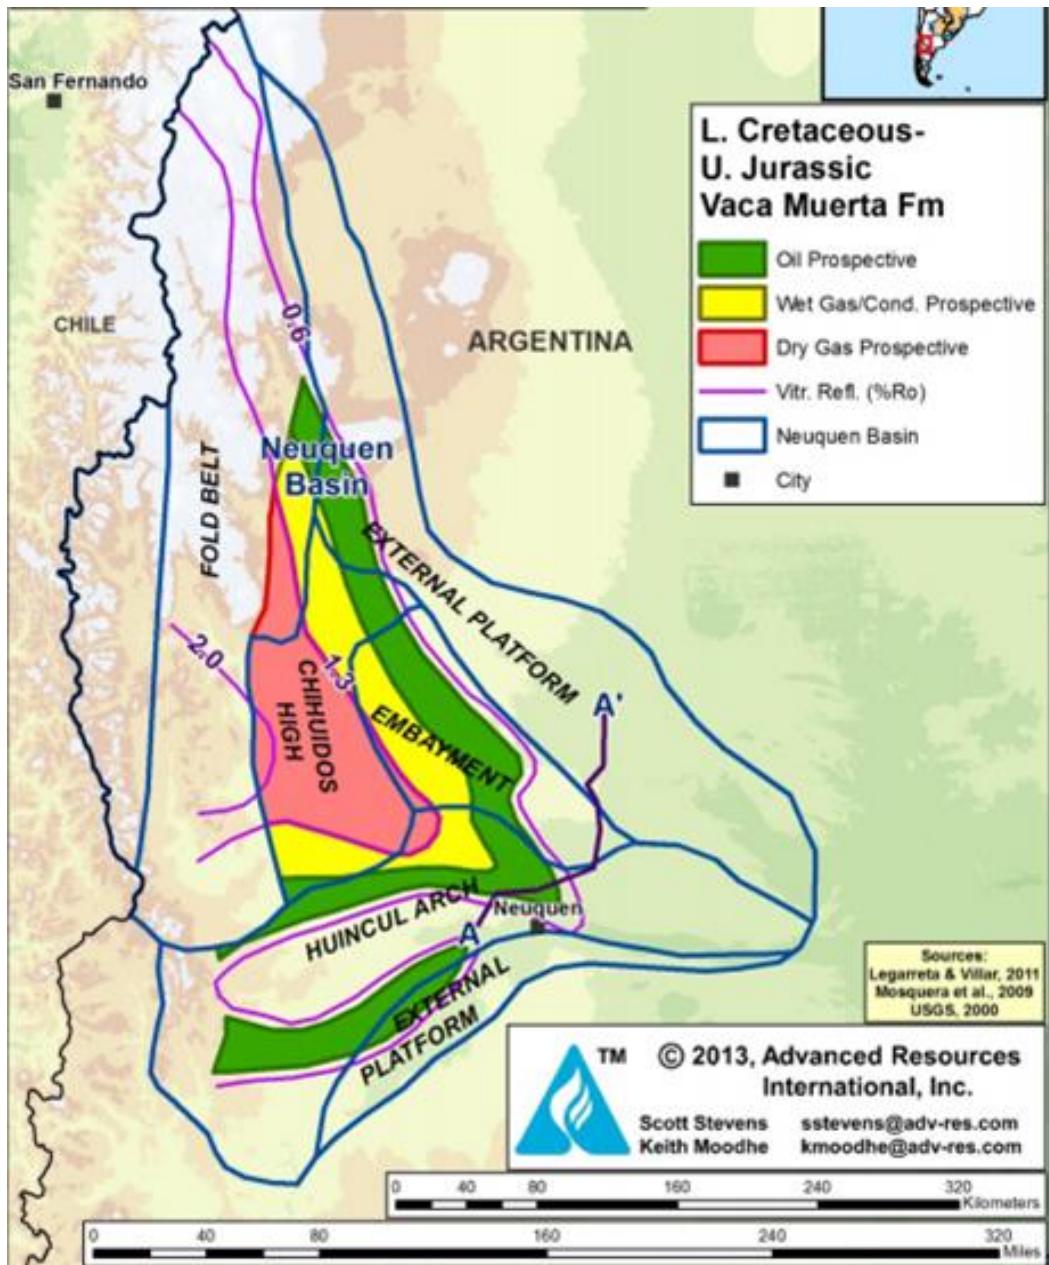 San Fernando
CHILE
ARGENTINA
L. Cretaceous-
U. Jurassic
Vaca Muerta Fm
Oil Prospective
Wet Gas/Cond. Prospective
Dry Gas Prospective
Vitr. Refl. (%Ro)
Neuquen Basin
City
0.6
Neuquen
Basin
FOLD BELT
EXTERNAL PLATFORM
2.0
1.3
CHIHUIDOS
HIGH
EMBAYMENT
A'
HUINCUL ARCH
Neuquen
A
EXTERNAL
PLATFORM
Sources:
Legarreta & Villar, 2011
Mosquera et al., 2009
USGS, 2000
TM © 2013, Advanced Resources
International, Inc.
Scott Stevens sstevens@adv-res.com
Keith Moodhe kmoodhe@adv-res.com
0 40 80 160 240 320
Kilometers
0 40 80 160 240 320
Miles